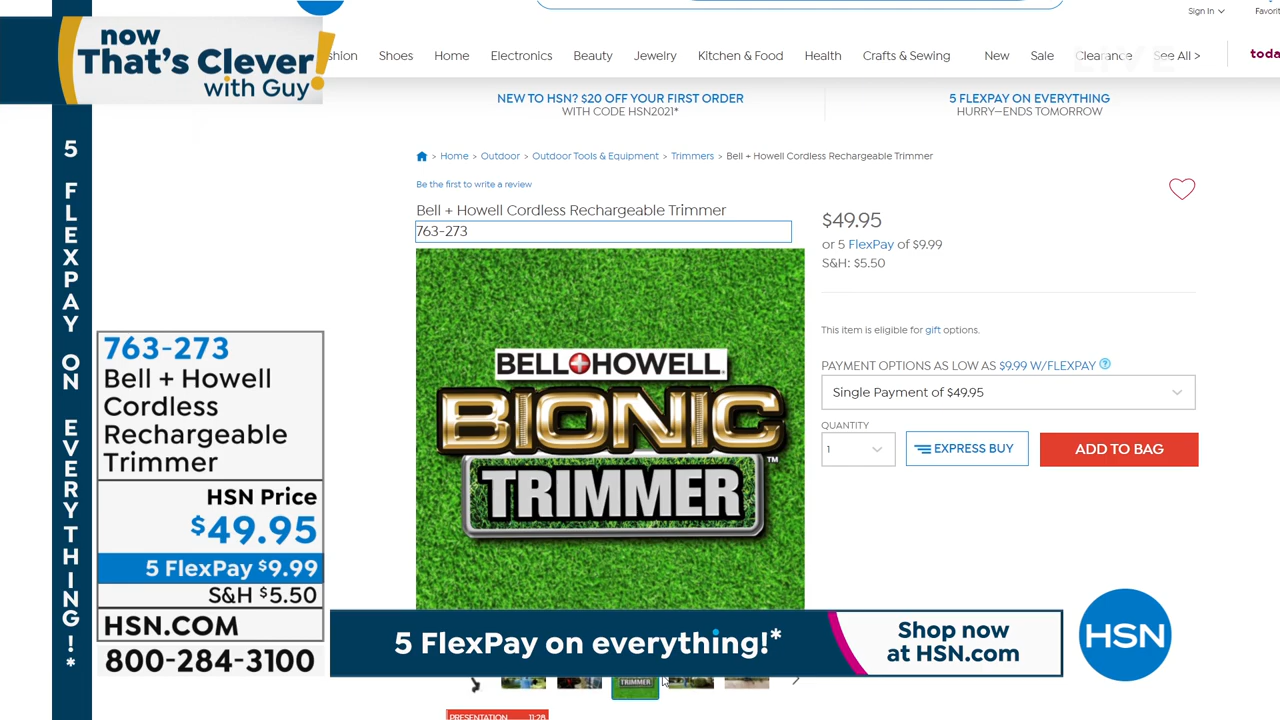 now
That's Clever!
with Guy
5 FLEXPAY ON EVERYTHING!*
763-273
Bell + Howell
Cordless
Rechargeable
Trimmer
HSN Price
$49.95
5 FlexPay $9.99
S&H $5.50
HSN.COM
800-284-3100
Sign In
Shoes
Home
Electronics
Beauty
Jewelry
Kitchen & Food
Health
Crafts & Sewing
New
Sale
Clearance
See All >
LIVE
NEW TO HSN? $20 OFF YOUR FIRST ORDER
WITH CODE HSN2021*
5 FLEXPAY ON EVERYTHING
HURRY—ENDS TOMORROW
> Home > Outdoor > Outdoor Tools & Equipment > Trimmers > Bell + Howell Cordless Rechargeable Trimmer
Be the first to write a review
Bell + Howell Cordless Rechargeable Trimmer
763-273
BELL+HOWELL
BIONIC™
TRIMMER
$49.95
or 5 FlexPay of $9.99
S&H: $5.50
This item is eligible for gift options.
PAYMENT OPTIONS AS LOW AS $9.99 W/FLEXPAY ?
Single Payment of $49.95
QUANTITY
1
EXPRESS BUY
ADD TO BAG
5 FlexPay on everything!*
Shop now
at HSN.com
HSN
TRIMMER
PRESENTATION 11:28